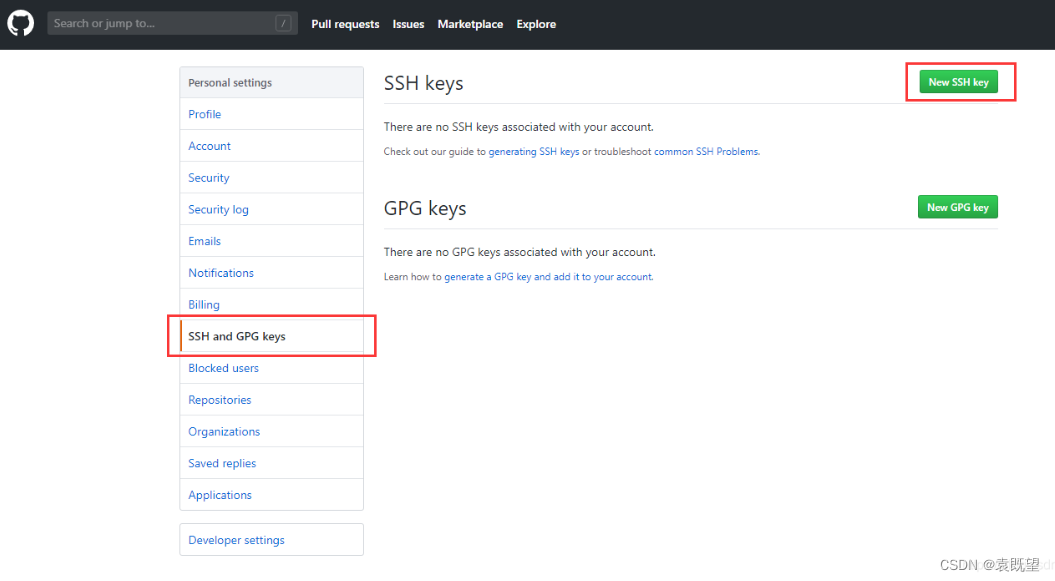 Search or jump to... /
Pull requests Issues Marketplace Explore
Personal settings
Profile
Account
Security
Security log
Emails
Notifications
Billing
SSH and GPG keys
Blocked users
Repositories
Organizations
Saved replies
Applications
Developer settings
SSH keys
New SSH key
There are no SSH keys associated with your account.
Check out our guide to generating SSH keys or troubleshoot common SSH Problems.
GPG keys
New GPG key
There are no GPG keys associated with your account.
Learn how to generate a GPG key and add it to your account.
CSDN @袁既望